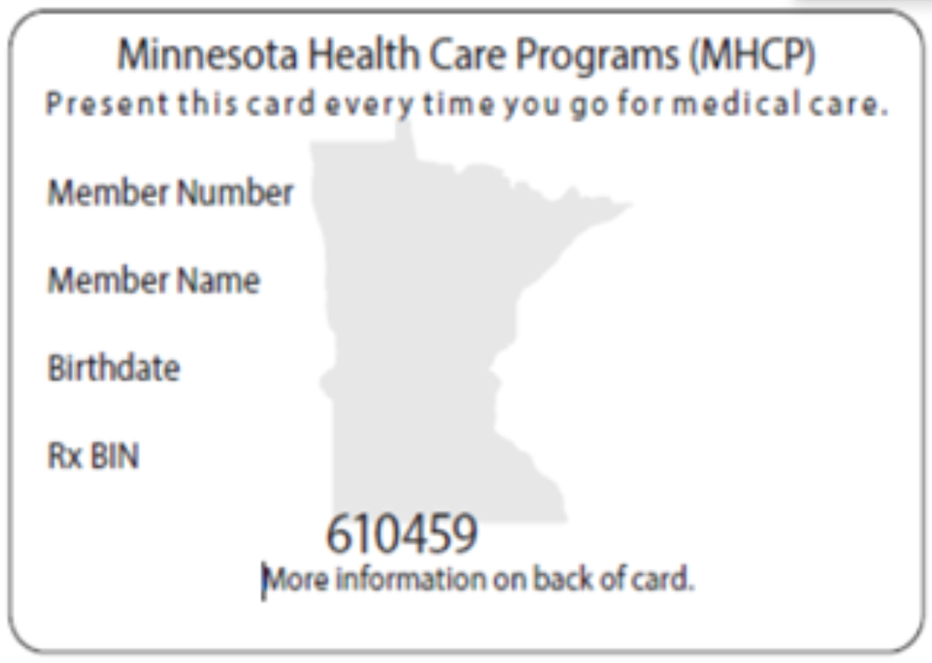 Minnesota Health Care Programs (MHCP)
Present this card every time you go for medical care.
Member Number
Member Name
Birthdate
Rx BIN
610459
More information on back of card.